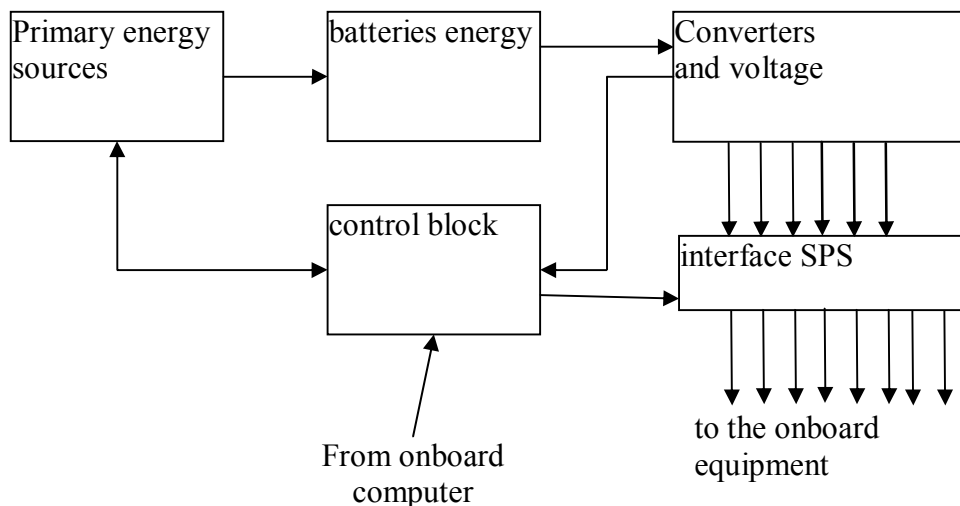 Primary energy
sources
batteries energy
Converters
and voltage
control block
interface SPS
From onboard
computer
to the onboard
equipment